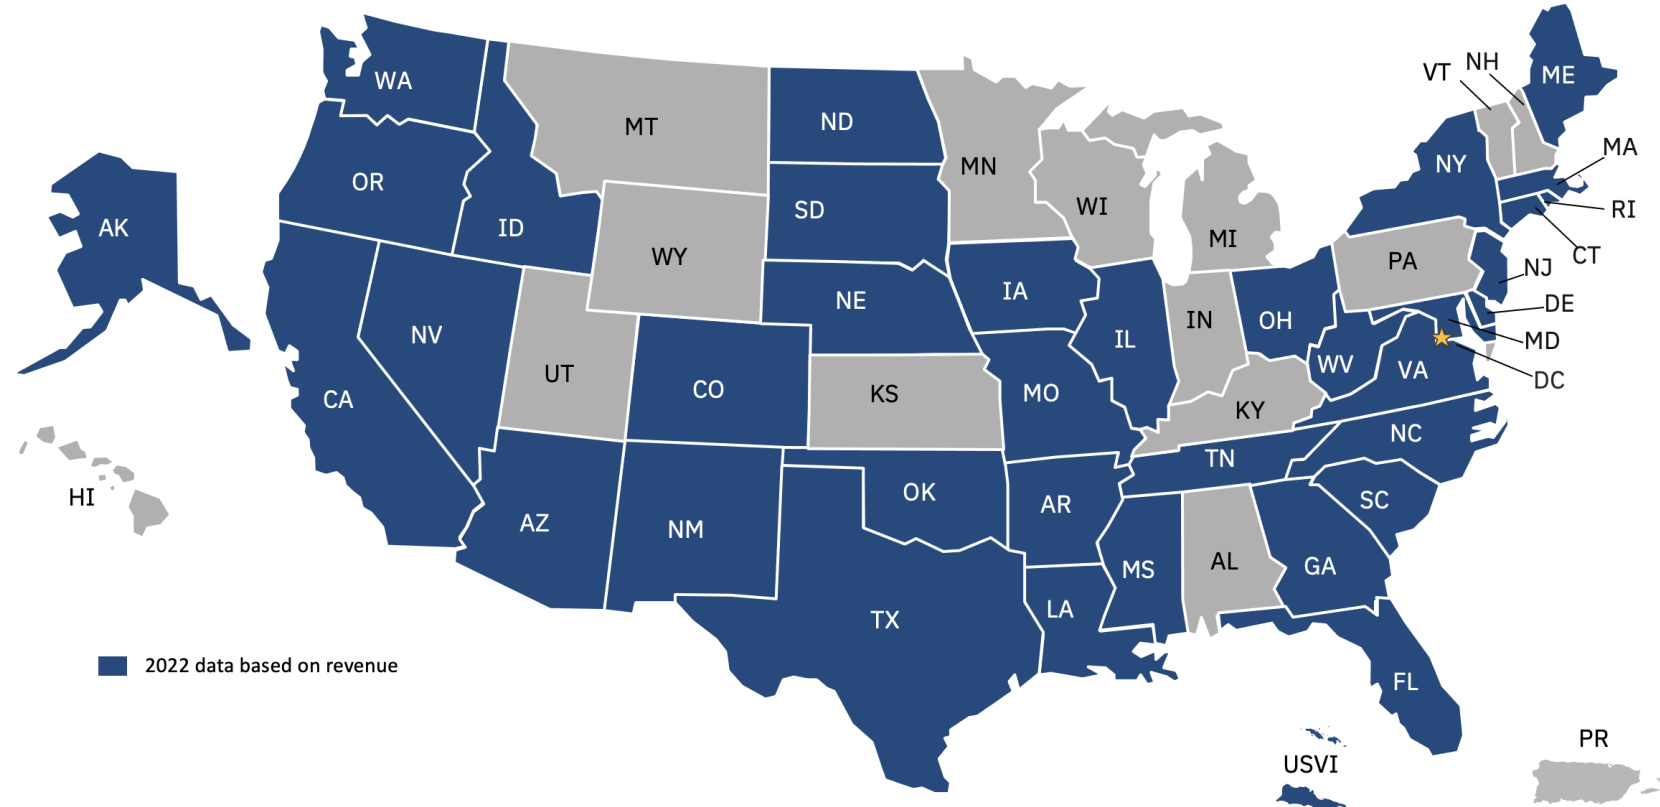 VT
NH
ME
WA
MT
ND
MN
NY
MA
OR
ID
SD
WI
MI
RI
AK
WY
PA
CT
NJ
NV
NE
IA
IL
IN
OH
DE
MD
UT
CO
KS
MO
WV
VA
DC
CA
KY
NC
HI
AZ
NM
OK
AR
TN
SC
TX
LA
MS
AL
GA
2022 data based on revenue
FL
USVI
PR